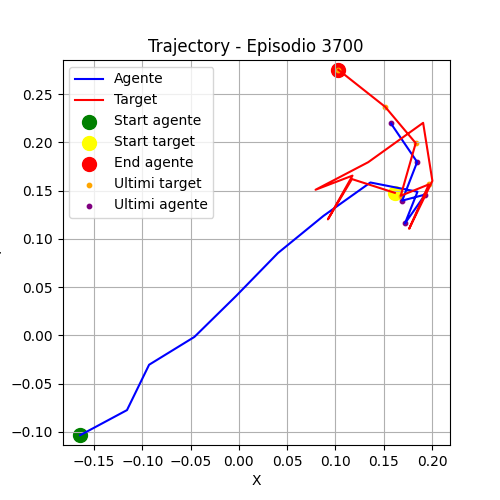 Trajectory - Episodio 3700
Agente
Target
Start agente
Start target
End agente
Ultimi target
Ultimi agente
0.25
0.20
0.15
0.10
0.05
0.00
−0.05
−0.10
−0.15
−0.10
−0.05
0.00
0.05
0.10
0.15
0.20
X